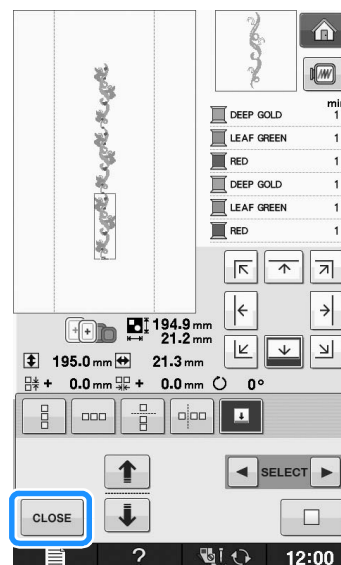 min
DEEP GOLD 1
LEAF GREEN 1
RED 1
DEEP GOLD 1
LEAF GREEN 1
RED 1
194.9 mm
21.2 mm
195.0 mm 21.3 mm
+ 0.0 mm + 0.0 mm 0°
SELECT
CLOSE
? 12:00